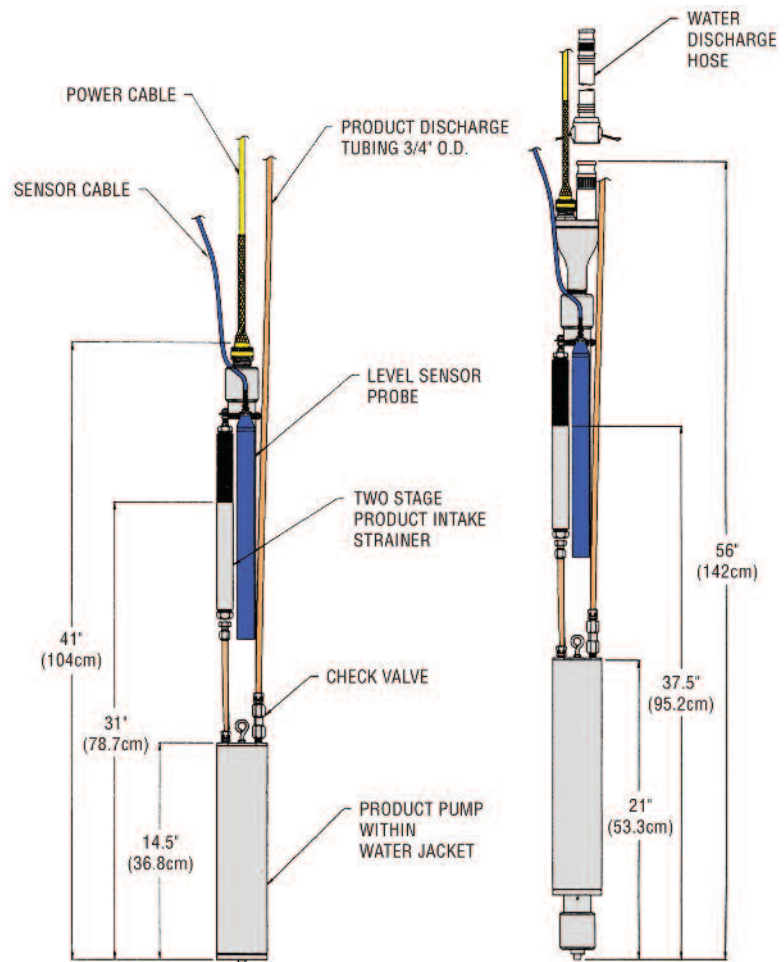 WATER
DISCHARGE
HOSE
POWER CABLE
PRODUCT DISCHARGE
TUBING 3/4" O.D.
SENSOR CABLE
LEVEL SENSOR
PROBE
TWO STAGE
PRODUCT INTAKE
STRAINER
56"
(142cm)
41"
(104cm)
CHECK VALVE
37.5"
(95.2cm)
31"
(78.7cm)
PRODUCT PUMP
WITHIN
WATER JACKET
21"
(53.3cm)
14.5"
(36.8cm)